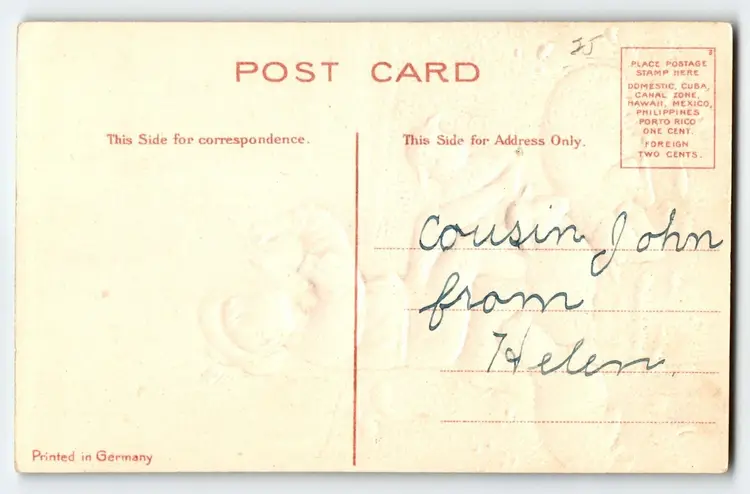 25
POST CARD
PLACE POSTAGE
STAMP HERE
DOMESTIC, CUBA,
CANAL ZONE,
HAWAII, MEXICO,
PHILIPPINES
PORTO RICO
ONE CENT.
FOREIGN
TWO CENTS.
This Side for correspondence.
This Side for Address Only.
Cousin John
from
Helen.
Printed in Germany